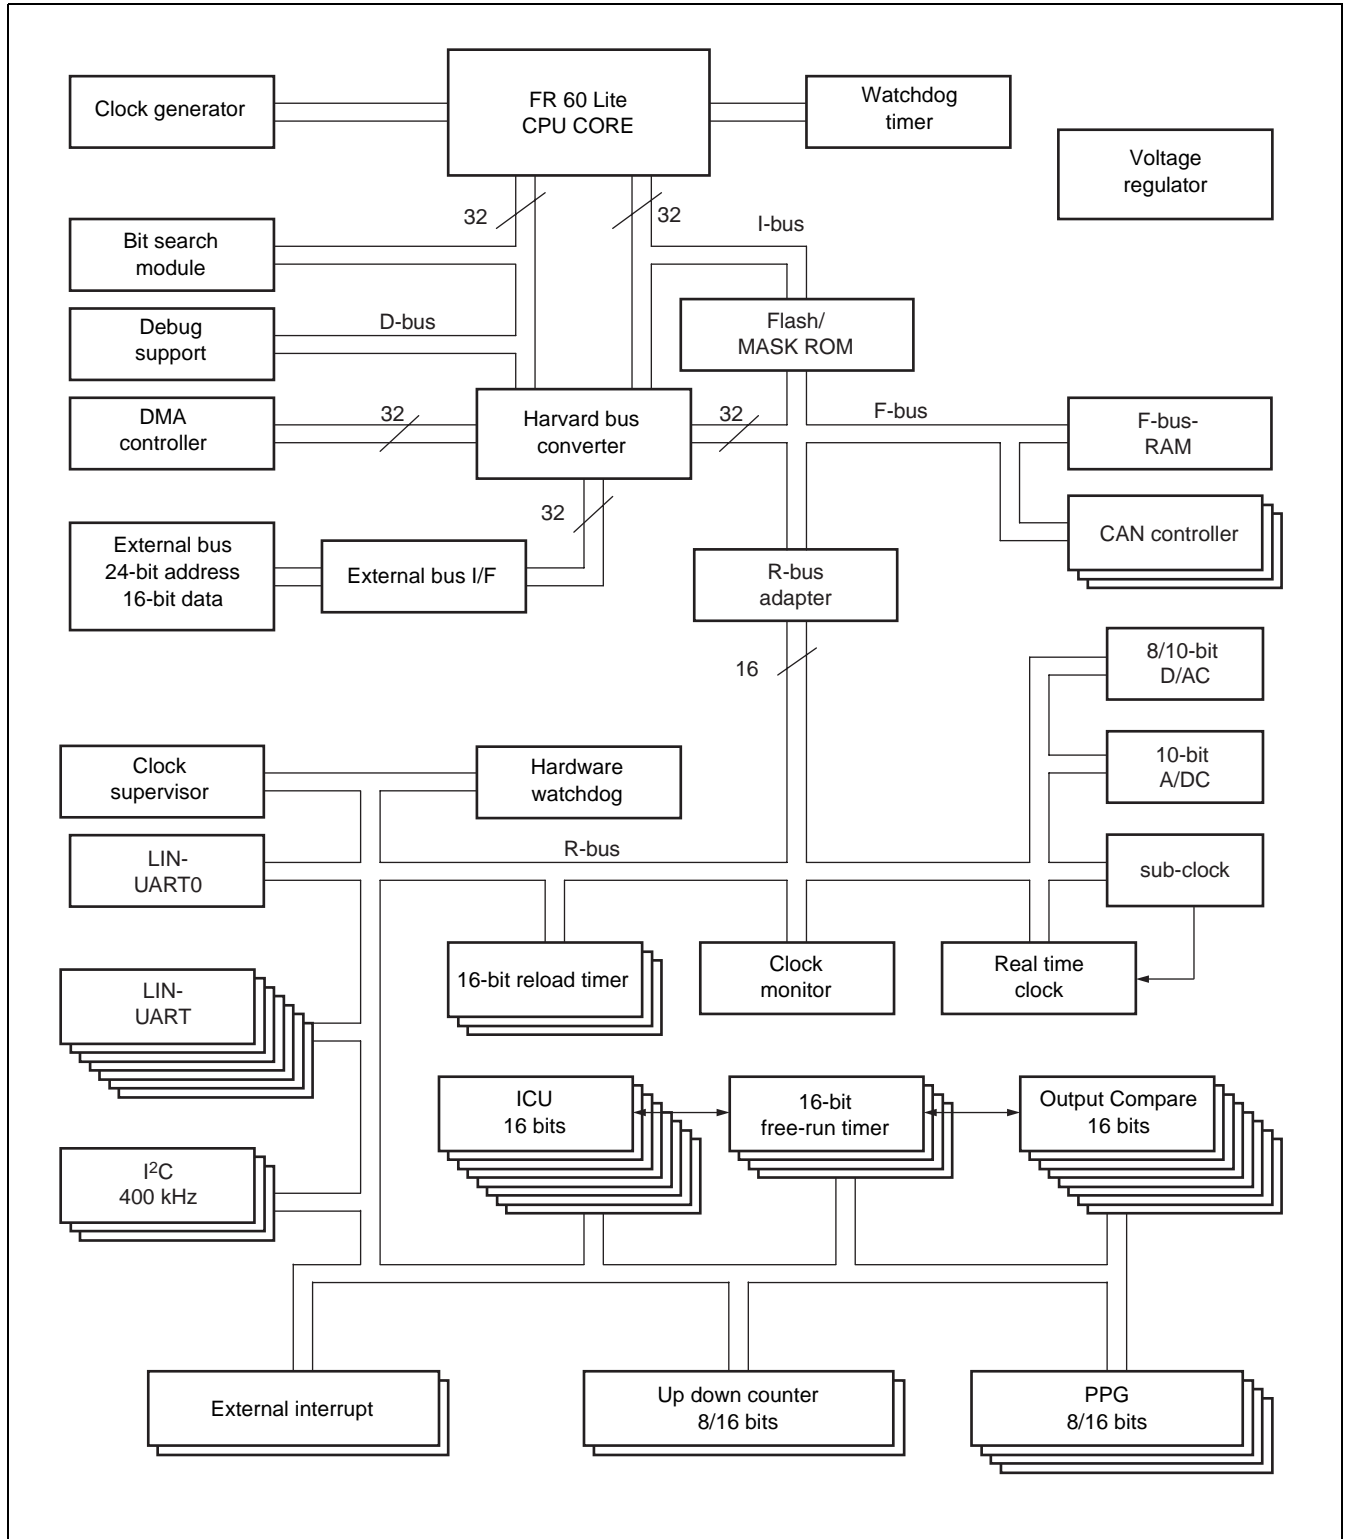 Clock generator
FR 60 Lite
CPU CORE
Watchdog
timer
Voltage
regulator
32
32
I-bus
Bit search
module
D-bus
Debug
support
Flash/
MASK ROM
DMA
controller
32
Harvard bus
converter
32
F-bus
F-bus-
RAM
32
CAN controller
External bus
24-bit address
16-bit data
External bus I/F
R-bus
adapter
16
8/10-bit
D/AC
Clock
supervisor
Hardware
watchdog
10-bit
A/DC
LIN-
UART0
R-bus
sub-clock
LIN-
UART
16-bit reload timer
Clock
monitor
Real time
clock
ICU
16 bits
16-bit
free-run timer
Output Compare
16 bits
I²C
400 kHz
External interrupt
Up down counter
8/16 bits
PPG
8/16 bits